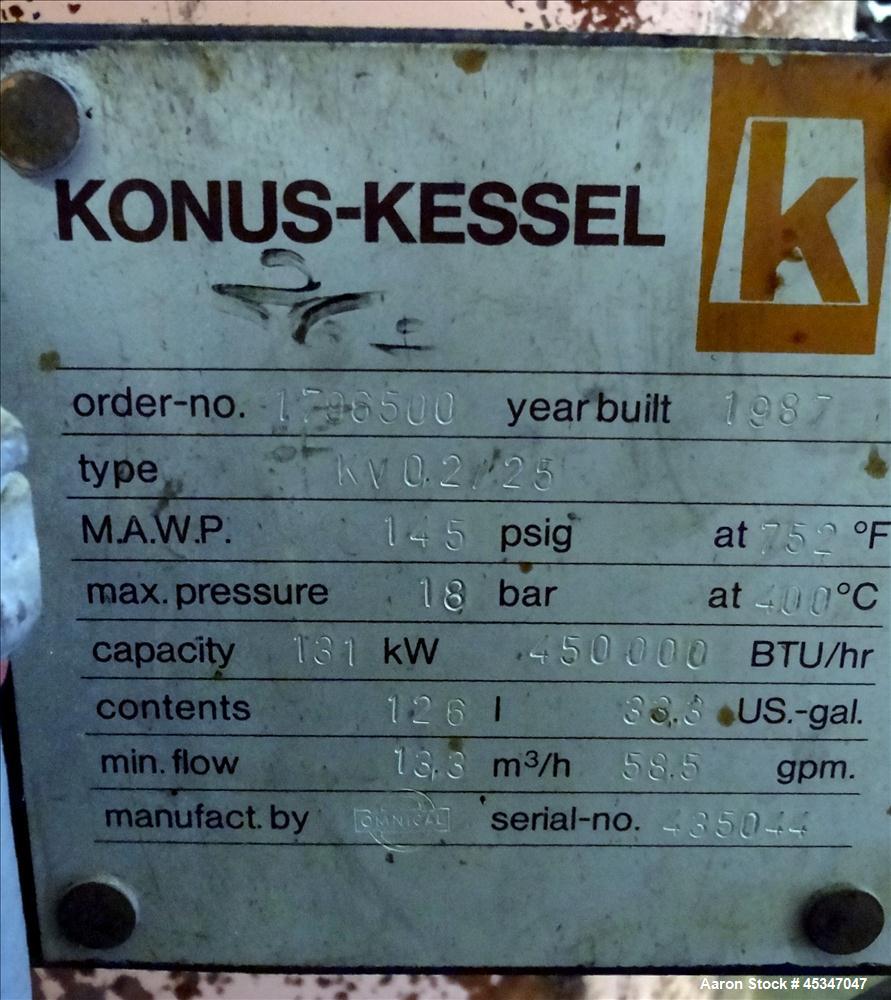 KONUS-KESSEL
K
order-no. 1796500 year built 1987
type KV 0.2/25
M.A.W.P. 145 psig at 752 °F
max. pressure 18 bar at 400 °C
capacity 131 kW 450 000 BTU/hr
contents 126 l 33.3 US.-gal.
min. flow 13,3 m³/h 58.5 gpm.
manufact. by OMNICAL serial-no. 435044
Aaron Stock # 45347047